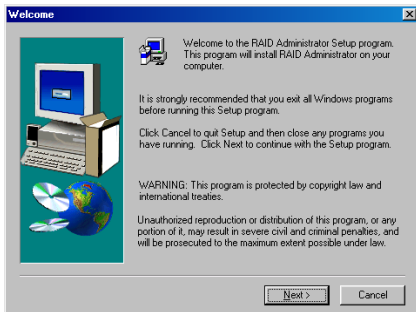 Welcome
Welcome to the RAID Administrator Setup program.
This program will install RAID Administrator on your
computer.
It is strongly recommended that you exit all Windows programs
before running this Setup program.
Click Cancel to quit Setup and then close any programs you
have running. Click Next to continue with the Setup program.
WARNING: This program is protected by copyright law and
international treaties.
Unauthorized reproduction or distribution of this program, or any
portion of it, may result in severe civil and criminal penalties, and
will be prosecuted to the maximum extent possible under law.
Next > Cancel